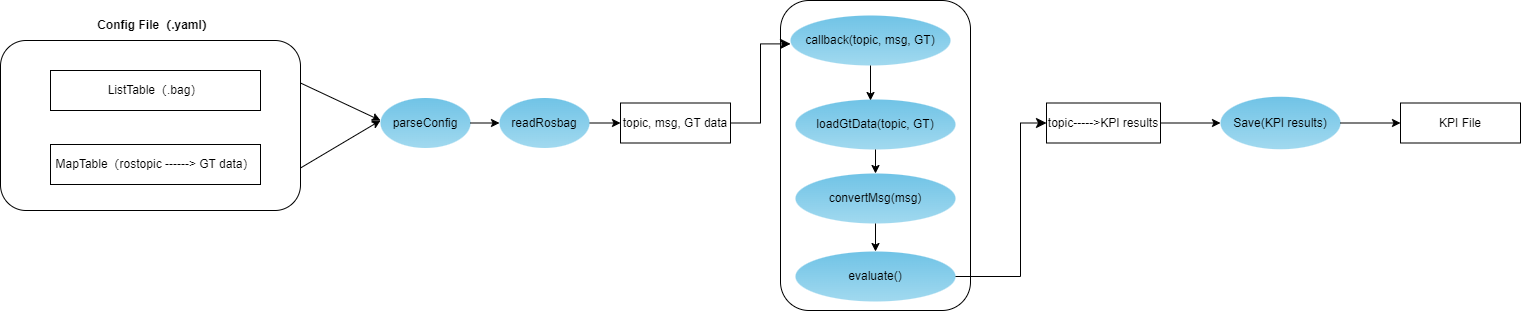 Config File（.yaml)
ListTable（.bag）
MapTable（rostopic ------> GT data）
parseConfig
readRosbag
topic, msg, GT data
callback(topic, msg, GT)
loadGtData(topic, GT)
convertMsg(msg)
evaluate()
topic----->KPI results
Save(KPI results)
KPI File